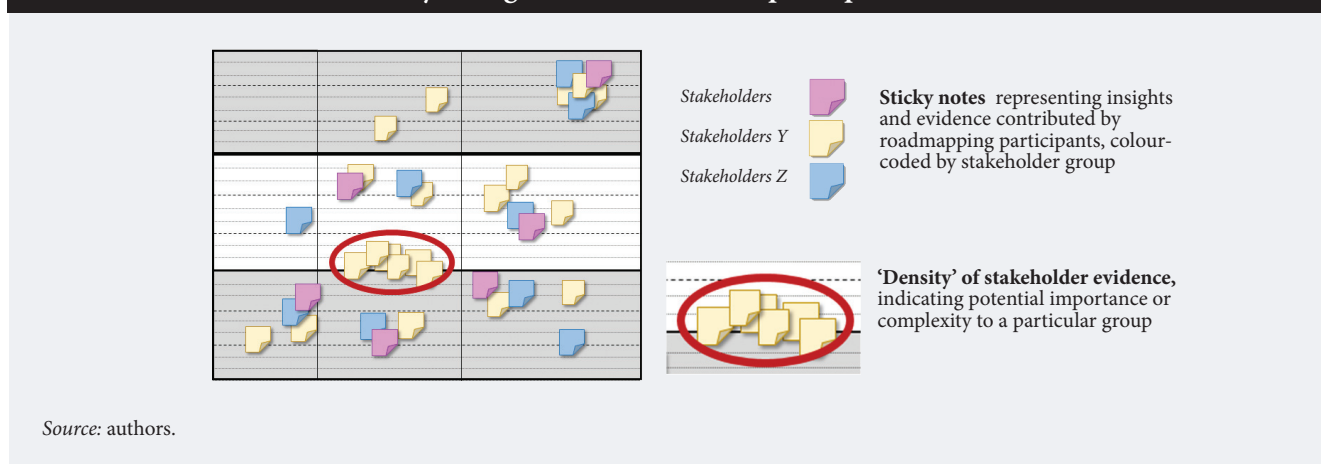 Stakeholders
Stakeholders Y
Stakeholders Z
Sticky notes representing insights
and evidence contributed by
roadmapping participants, colour-
coded by stakeholder group
‘Density’ of stakeholder evidence,
indicating potential importance or
complexity to a particular group
Source: authors.